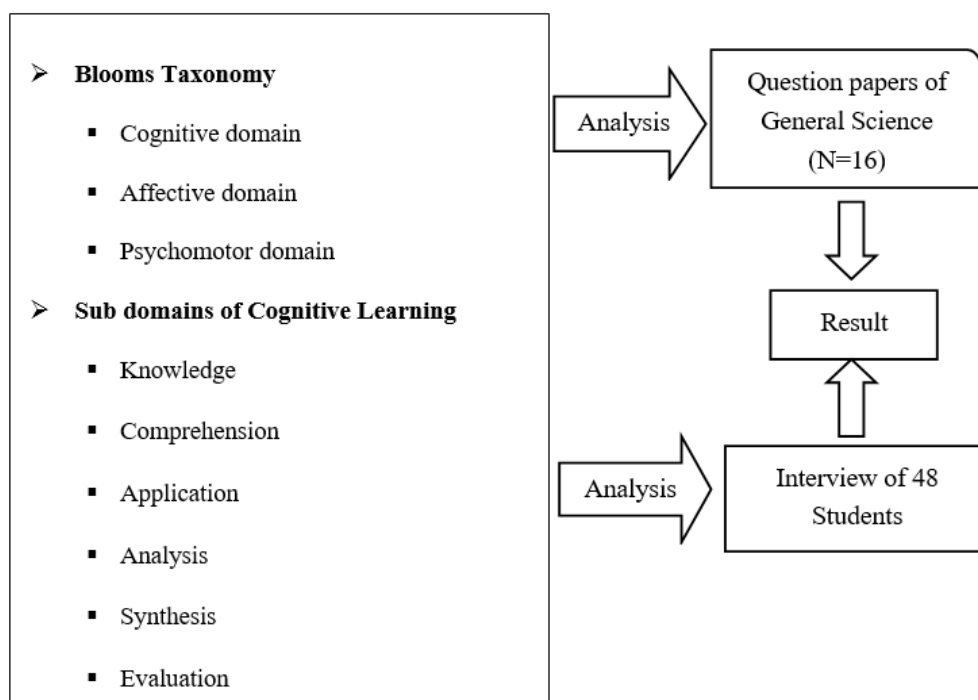 ➢ Blooms Taxonomy
▪ Cognitive domain
▪ Affective domain
▪ Psychomotor domain
➢ Sub domains of Cognitive Learning
▪ Knowledge
▪ Comprehension
▪ Application
▪ Analysis
▪ Synthesis
▪ Evaluation
Analysis
Question papers of
General Science
(N=16)
Result
Analysis
Interview of 48
Students